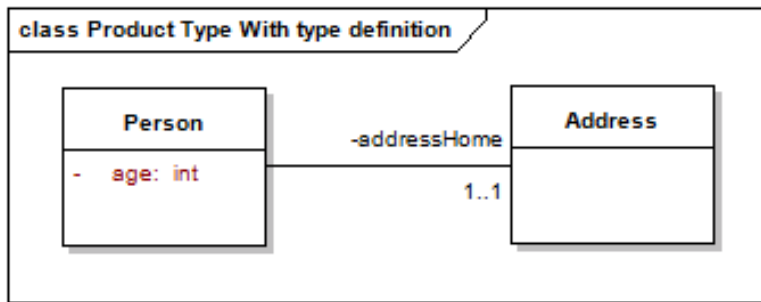 class Product Type With type definition
Person
- age: int
-addressHome
1..1
Address